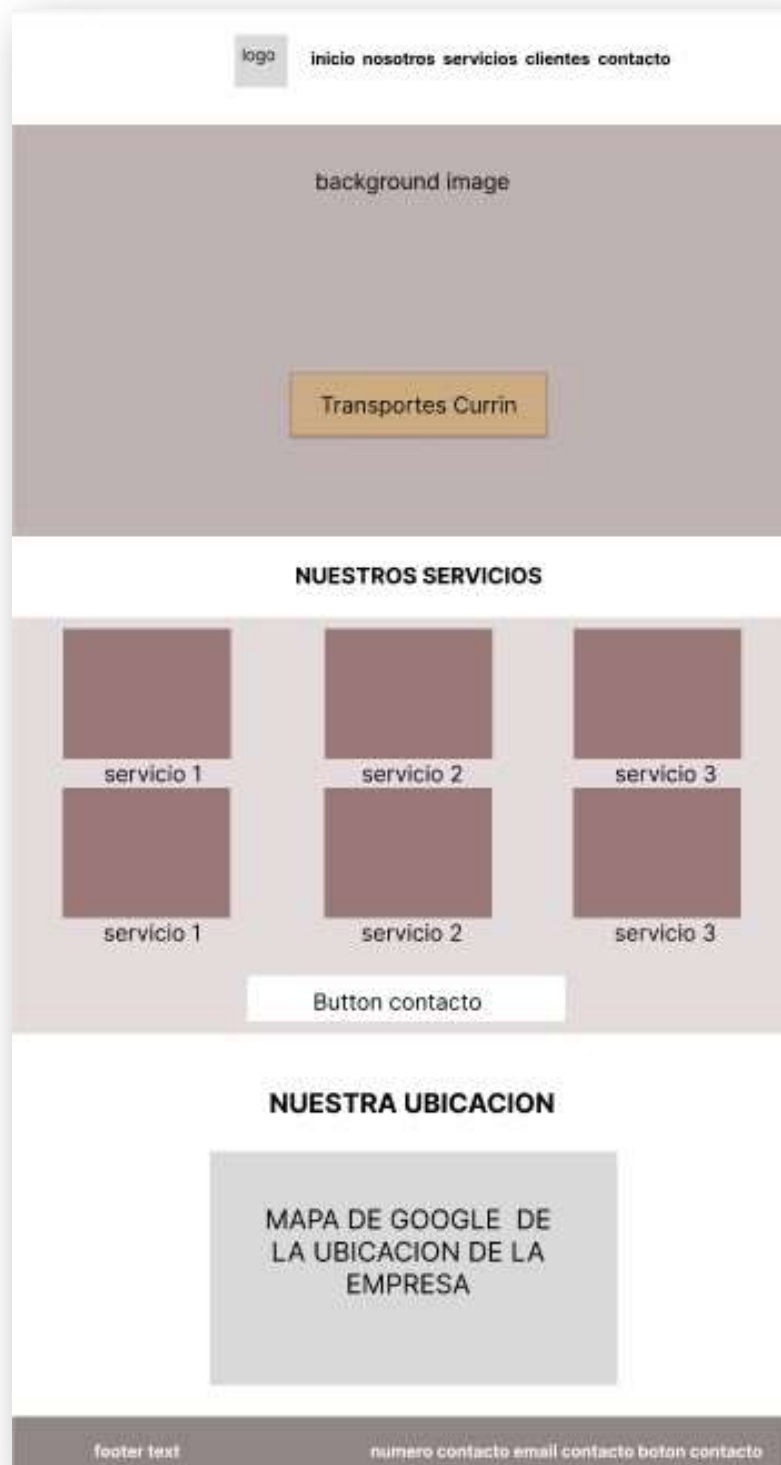 logo
inicio nosotros servicios clientes contacto
background image
Transportes Currin
NUESTROS SERVICIOS
servicio 1 servicio 2 servicio 3
servicio 1 servicio 2 servicio 3
Button contacto
NUESTRA UBICACION
MAPA DE GOOGLE DE
LA UBICACION DE LA
EMPRESA
footer text numero contacto email contacto boton contacto